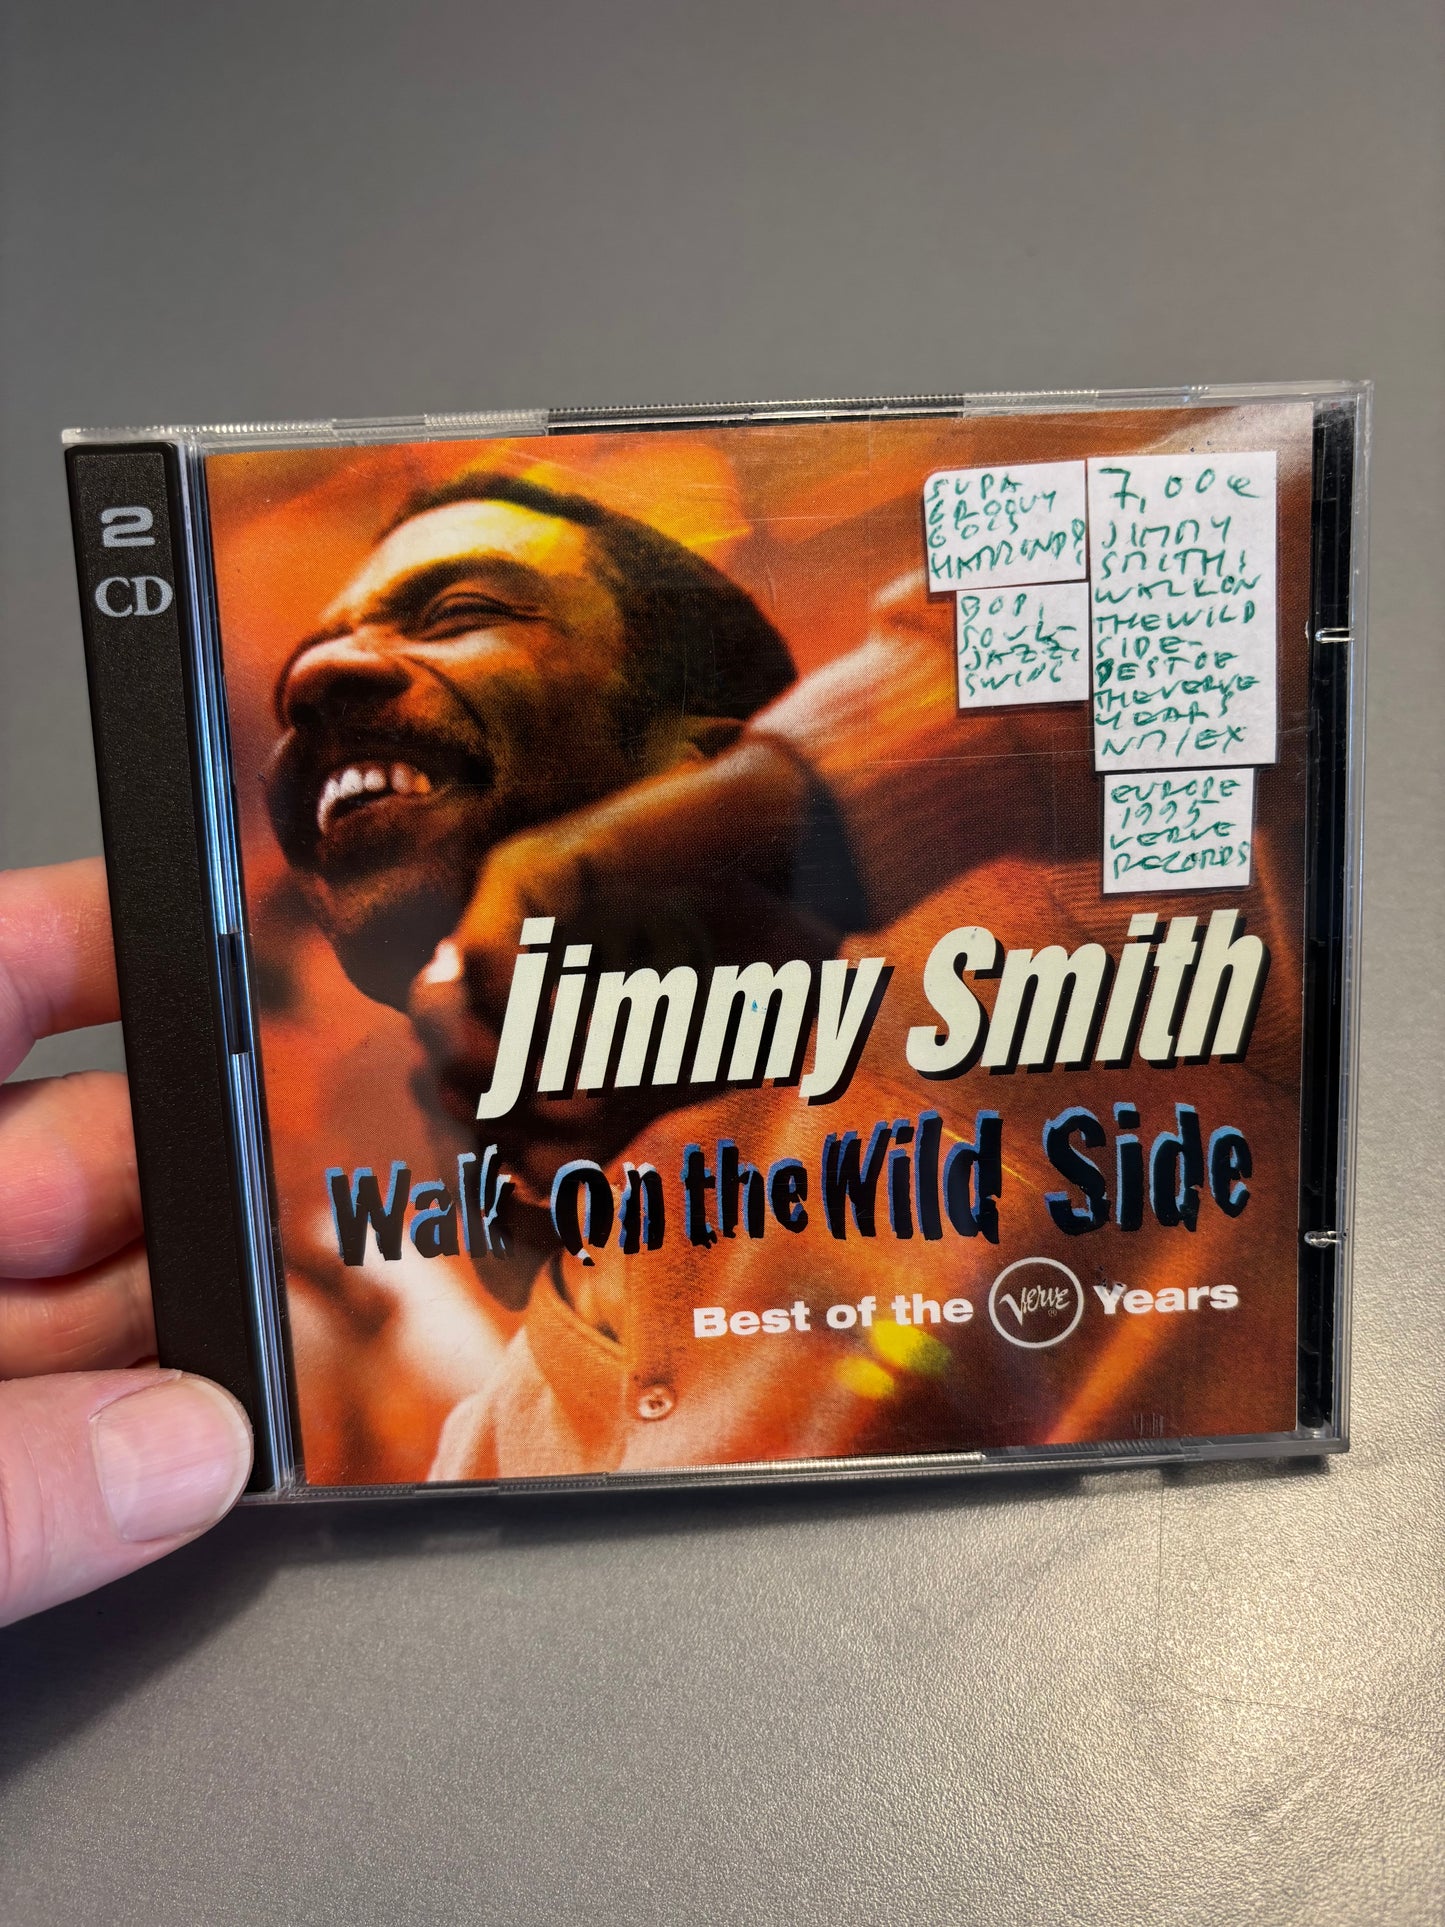 2
CD
SUPA
GROOVY
60IES
HAMMOND!
BOP,
SOUL-
JAZZ,
SWING
7,00€
JIMMY
SMITH:
WALK ON
THE WILD
SIDE-
BEST OF
THE VERVE
YEARS
NM/EX
EUROPE
1995
VERVE
RECORDS
Jimmy Smith
Walk On the Wild Side
Best of the Verve® Years